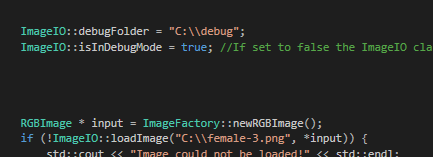 ImageIO::debugFolder = "C:\\debug";
ImageIO::isInDebugMode = true; //If set to false the ImageIO cla
RGBImage * input = ImageFactory::newRGBImage();
if (!ImageIO::loadImage("C:\\female-3.png", *input)) {
std::cout << "Image could not be loaded!" << std::endl;